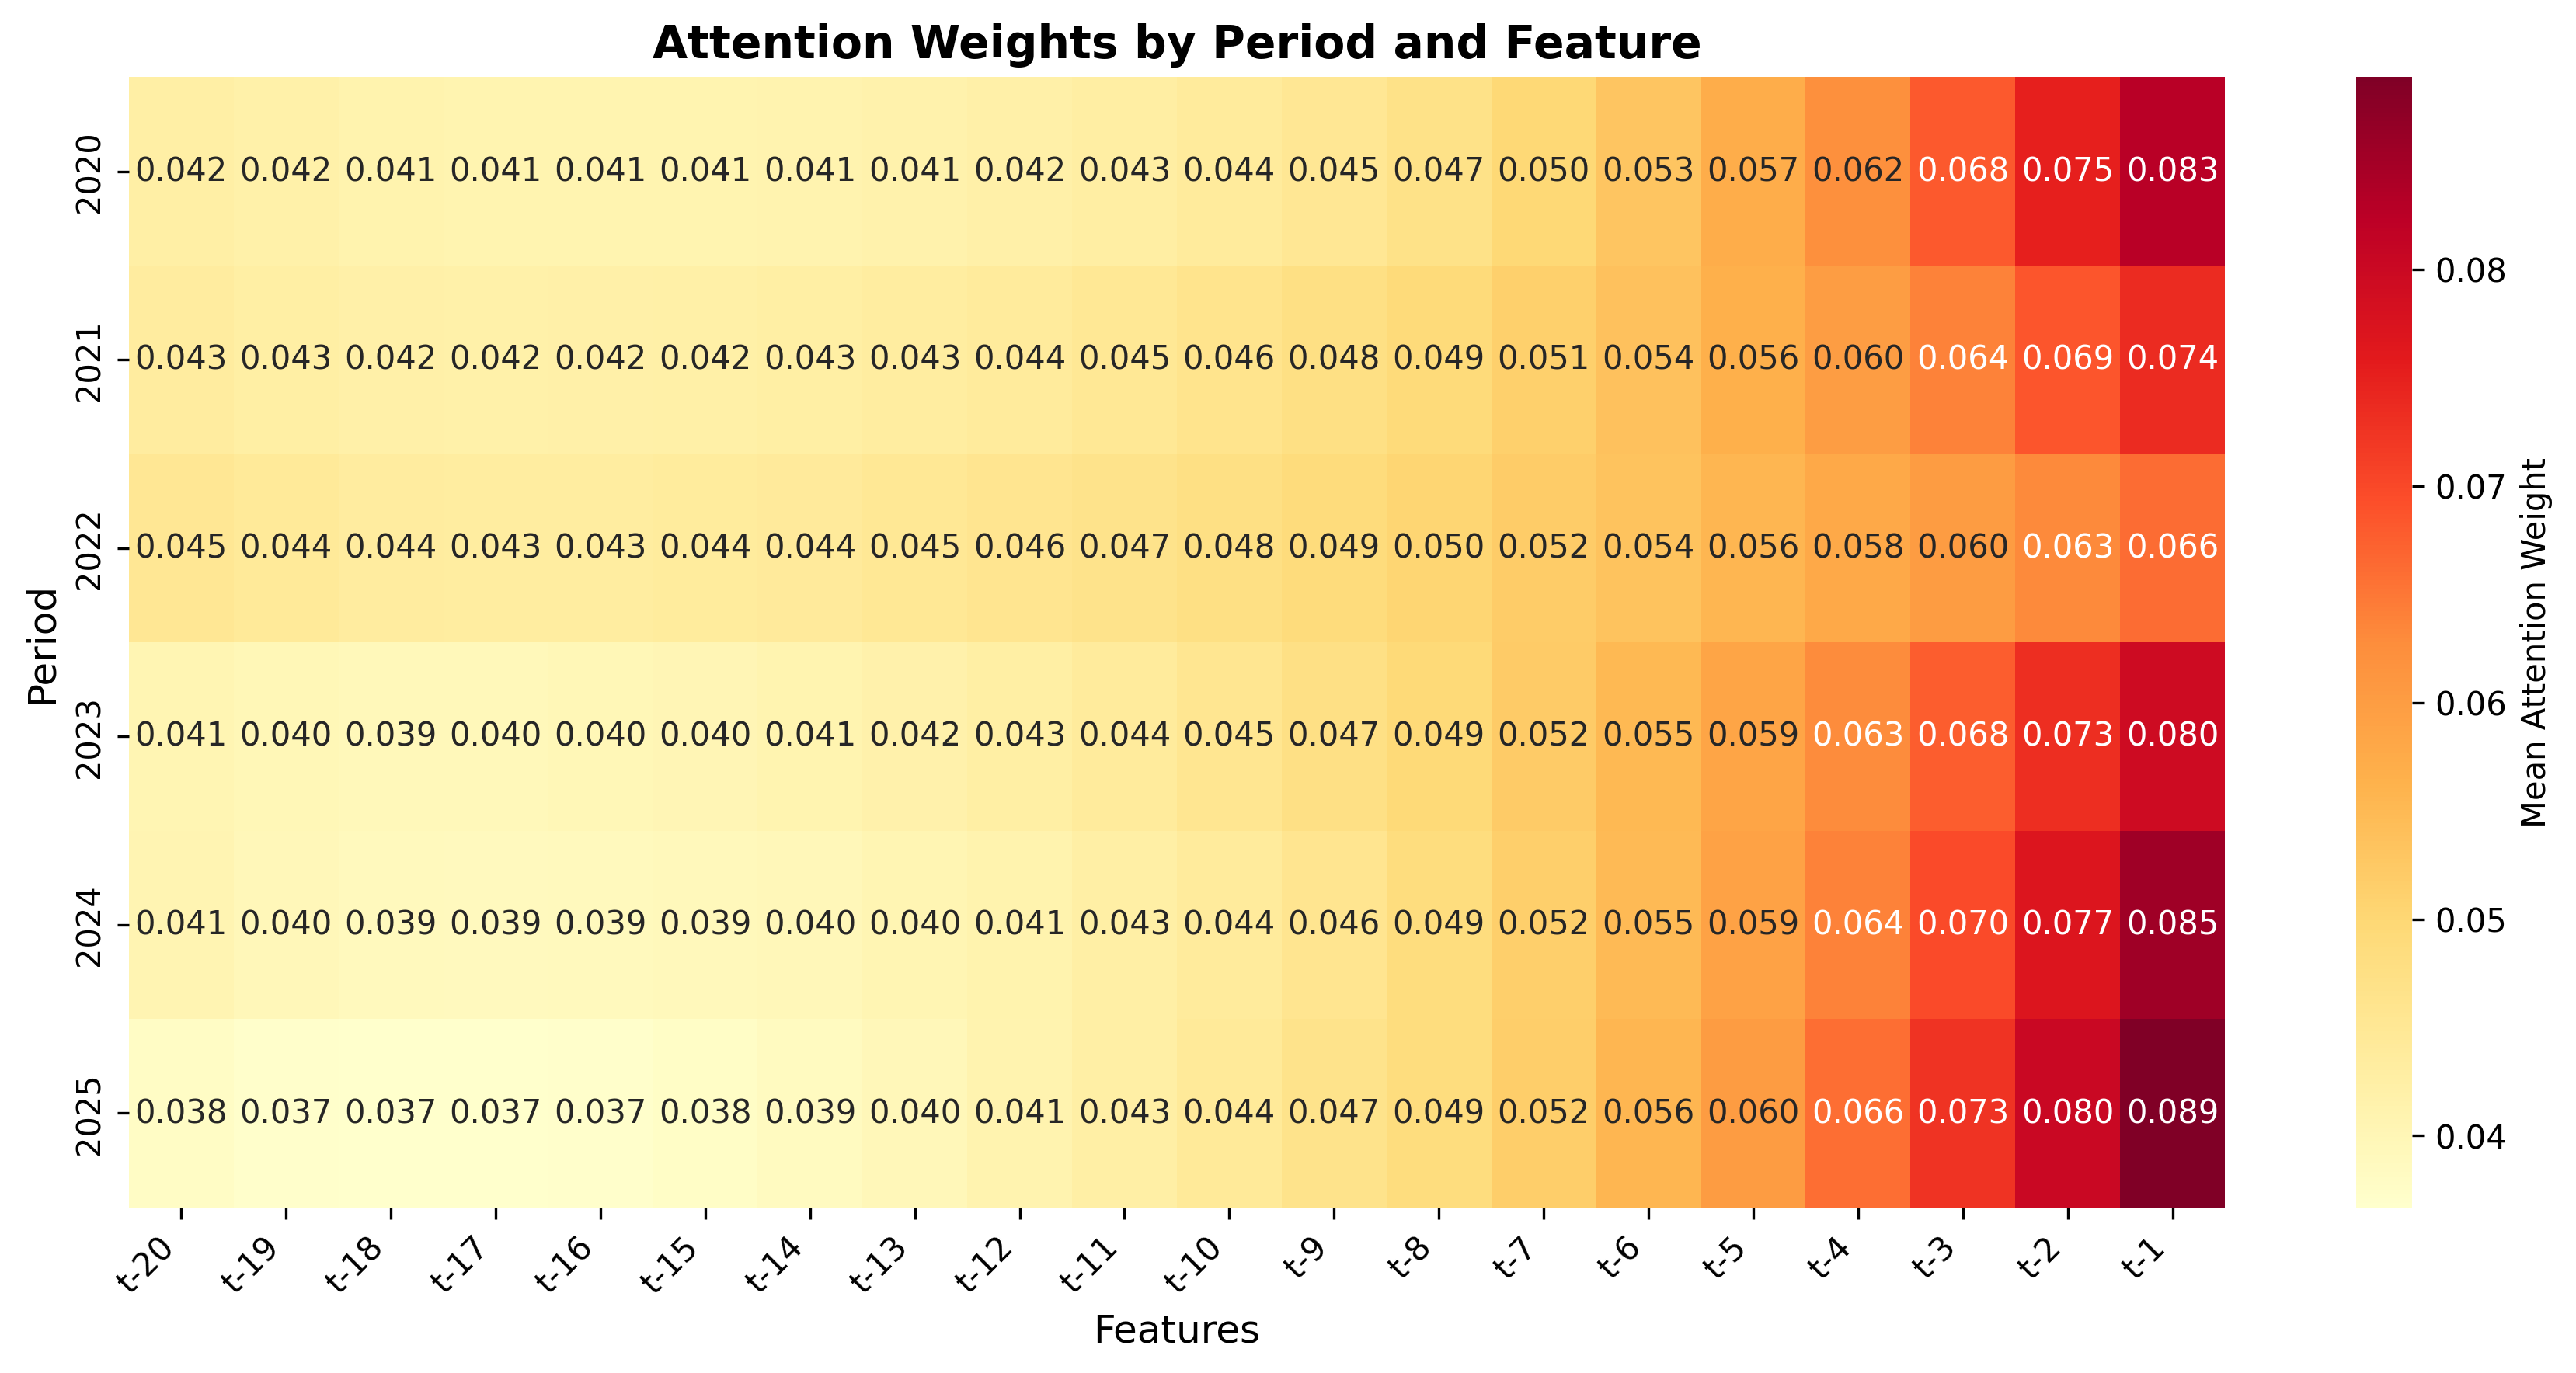 Attention Weights by Period and Feature
2020 0.042 0.042 0.041 0.041 0.041 0.041 0.041 0.041 0.042 0.043 0.044 0.045 0.047 0.050 0.053 0.057 0.062 0.068 0.075 0.083
2021 0.043 0.043 0.042 0.042 0.042 0.042 0.043 0.043 0.044 0.045 0.046 0.048 0.049 0.051 0.054 0.056 0.060 0.064 0.069 0.074
2022 0.045 0.044 0.044 0.043 0.043 0.044 0.044 0.045 0.046 0.047 0.048 0.049 0.050 0.052 0.054 0.056 0.058 0.060 0.063 0.066
2023 0.041 0.040 0.039 0.040 0.040 0.040 0.041 0.042 0.043 0.044 0.045 0.047 0.049 0.052 0.055 0.059 0.063 0.068 0.073 0.080
2024 0.041 0.040 0.039 0.039 0.039 0.039 0.040 0.040 0.041 0.043 0.044 0.046 0.049 0.052 0.055 0.059 0.064 0.070 0.077 0.085
2025 0.038 0.037 0.037 0.037 0.037 0.038 0.039 0.040 0.041 0.043 0.044 0.047 0.049 0.052 0.056 0.060 0.066 0.073 0.080 0.089
Period
t-20 t-19 t-18 t-17 t-16 t-15 t-14 t-13 t-12 t-11 t-10 t-9 t-8 t-7 t-6 t-5 t-4 t-3 t-2 t-1
Features
0.08
0.07
0.06
0.05
0.04
Mean Attention Weight